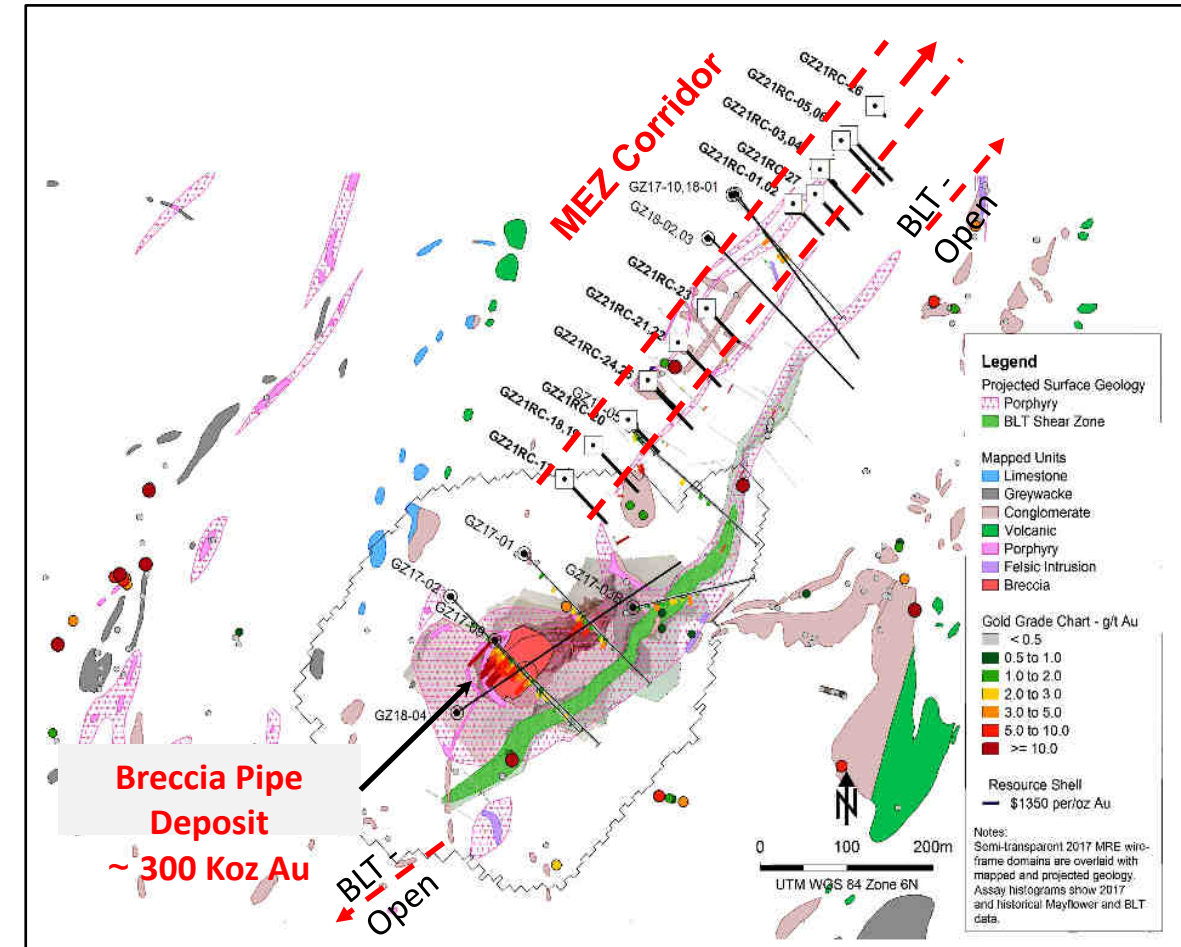 MEZ Corridor
GZ21RC-26
GZ21RC-05,06
GZ21RC-03,04
GZ21RC-27
GZ21RC-01,02
GZ17-10,18-01
GZ18-02,03
GZ21RC-23
GZ21RC-21,22
GZ21RC-24,25
GZ21RC-20
GZ21RC-18,19
GZ17-01
GZ17-02
GZ18-04
BLT -
Open
Breccia Pipe
Deposit
~ 300 Koz Au
BLT -
Open
N
0 100 200m
UTM WGS 84 Zone 6N
Legend
Projected Surface Geology
Porphyry
BLT Shear Zone
Mapped Units
Limestone
Greywacke
Conglomerate
Volcanic
Porphyry
Felsic Intrusion
Breccia
Gold Grade Chart - g/t Au
< 0.5
0.5 to 1.0
1.0 to 2.0
2.0 to 3.0
3.0 to 5.0
5.0 to 10.0
>= 10.0
Resource Shell
$1350 per/oz Au
Notes:
Semi-transparent 2017 MRE wire-
frame domains are overlaid with
mapped and projected geology.
Assay histograms show 2017
and historical Mayflower and BLT
data.